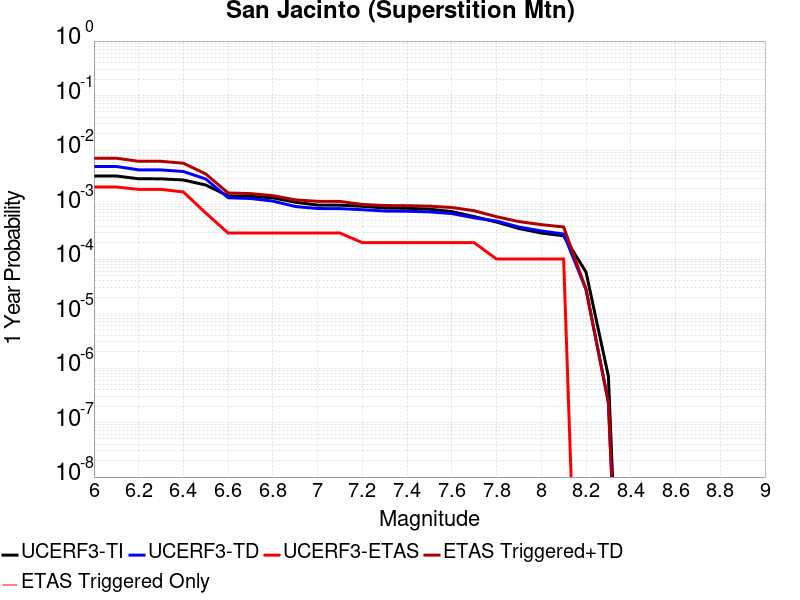 San Jacinto (Superstition Mtn)
10^0
10^-1
10^-2
10^-3
10^-4
10^-5
10^-6
10^-7
10^-8
1 Year Probability
6 6.2 6.4 6.6 6.8 7 7.2 7.4 7.6 7.8 8 8.2 8.4 8.6 8.8 9
Magnitude
UCERF3-TI UCERF3-TD UCERF3-ETAS ETAS Triggered+TD
ETAS Triggered Only